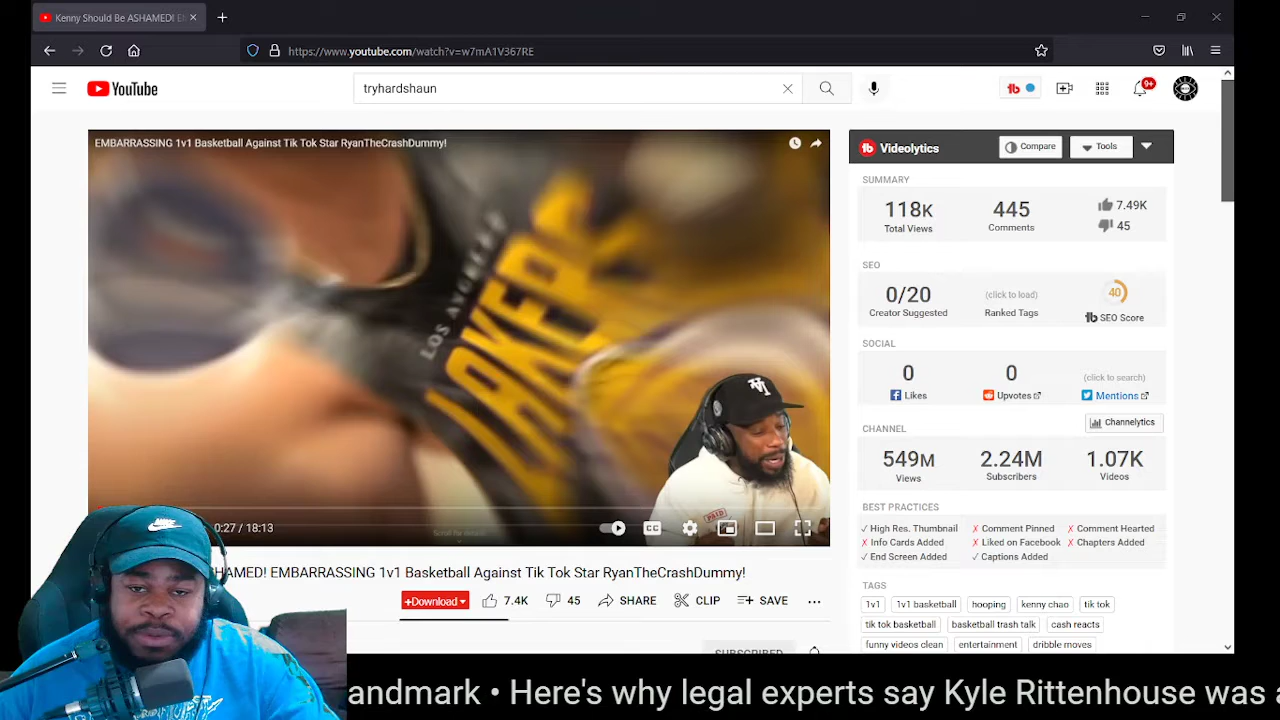 Kenny Should Be ASHAMED! E
https://www.youtube.com/watch?v=w7mA1V367RE
YouTube
tryhardshaun
9+
EMBARRASSING 1v1 Basketball Against Tik Tok Star RyanTheCrashDummy!
LOS ANGELES
PAID
0:27 / 18:13
CC
HAMED! EMBARRASSING 1v1 Basketball Against Tik Tok Star RyanTheCrashDummy!
+Download
7.4K
45
SHARE
CLIP
SAVE
SUBSCRIBED
Videolytics
Compare
Tools
SUMMARY
118K 445 7.49K
Total Views Comments 45
SEO
0/20 (click to load) 40
Creator Suggested Ranked Tags SEO Score
SOCIAL
0 0 (click to search)
Likes Upvotes Mentions
CHANNEL Channelytics
549M 2.24M 1.07K
Views Subscribers Videos
BEST PRACTICES
✓ High Res. Thumbnail ✗ Comment Pinned ✗ Comment Hearted
✗ Info Cards Added ✗ Liked on Facebook ✗ Chapters Added
✓ End Screen Added ✓ Captions Added
TAGS
1v1 1v1 basketball hooping kenny chao tik tok
tik tok basketball basketball trash talk cash reacts
funny videos clean entertainment dribble moves
andmark • Here's why legal experts say Kyle Rittenhouse was